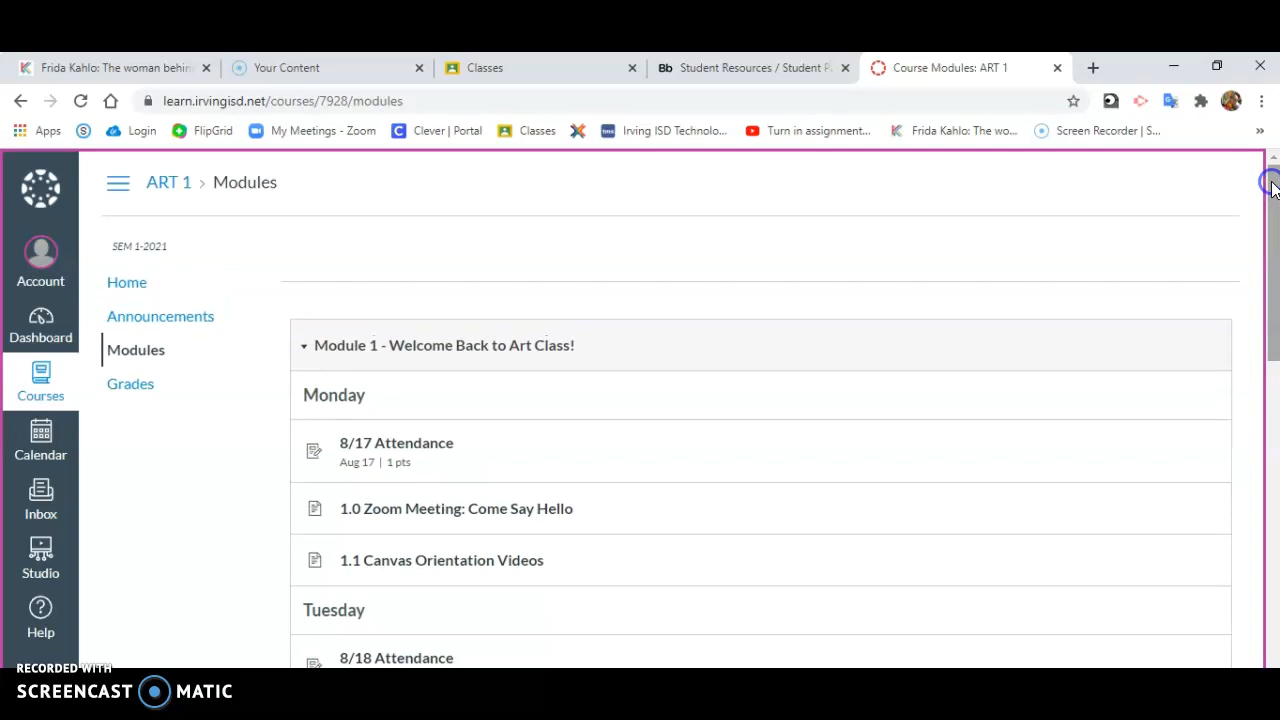 Frida Kahlo: The woman behin
Your Content
Classes
Bb Student Resources / Student P
Course Modules: ART 1
learn.irvingisd.net/courses/7928/modules
Apps
Login
FlipGrid
My Meetings - Zoom
Clever | Portal
Classes
Irving ISD Technolo...
Turn in assignment...
Frida Kahlo: The wo...
Screen Recorder | S...
ART 1 › Modules
SEM 1-2021
Home
Announcements
Modules
Grades
Account
Dashboard
Courses
Calendar
Inbox
Studio
Help
Module 1 - Welcome Back to Art Class!
Monday
8/17 Attendance
Aug 17 | 1 pts
1.0 Zoom Meeting: Come Say Hello
1.1 Canvas Orientation Videos
Tuesday
8/18 Attendance
RECORDED WITH
SCREENCAST MATIC